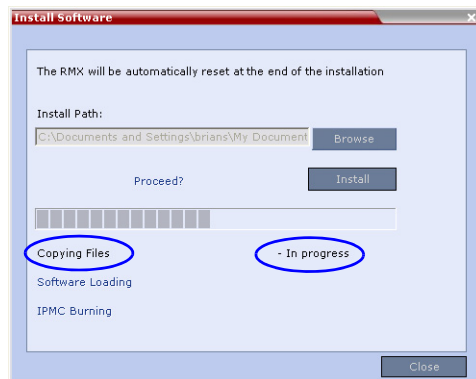 Install Software
The RMX will be automatically reset at the end of the installation
Install Path:
C:\Documents and Settings\brians\My Document
Browse
Proceed?
Install
Copying Files - In progress
Software Loading
IPMC Burning
Close